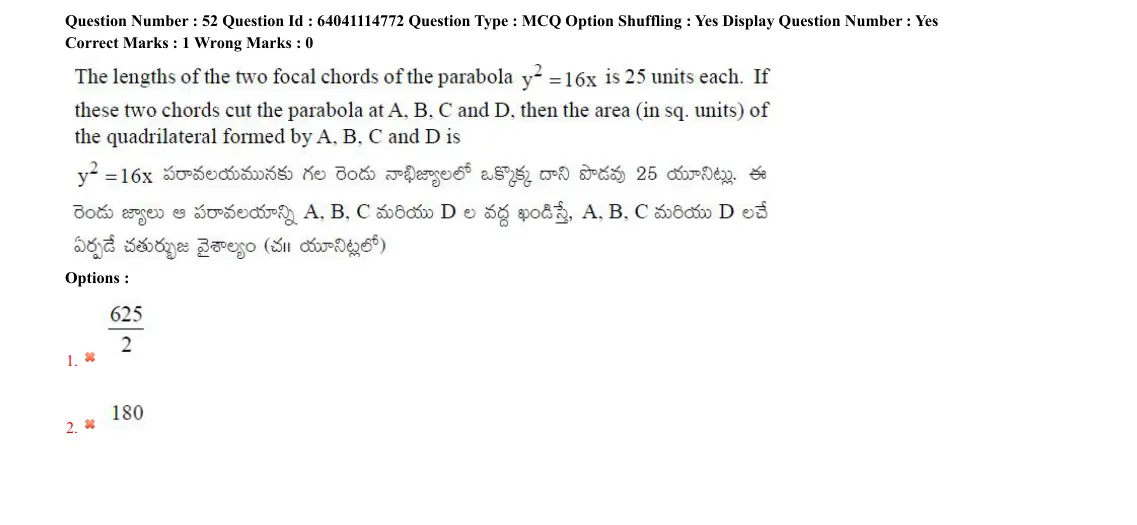 Question Number : 52 Question Id : 64041114772 Question Type : MCQ Option Shuffling : Yes Display Question Number : Yes
Correct Marks : 1 Wrong Marks : 0
The lengths of the two focal chords of the parabola y² =16x is 25 units each. If
these two chords cut the parabola at A, B, C and D, then the area (in sq. units) of
the quadrilateral formed by A, B, C and D is
y² =16x పరావలయమునకు గల రెండు నాభిజ్యాలలో ఒక్కొక్క దాని పొడవు 25 యూనిట్లు. ఈ
రెండు జ్యాలు ఆ పరావలయాన్ని A, B, C మరియు D ల వద్ద ఖండిస్తే, A, B, C మరియు D లచే
ఏర్పడే చతుర్భుజ వైశాల్యం (చ॥ యూనిట్లలో)
Options :
625
2
1. ✖
180
2. ✖